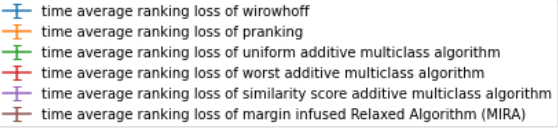 time average ranking loss of wirowhoff
time average ranking loss of pranking
time average ranking loss of uniform additive multiclass algorithm
time average ranking loss of worst additive multiclass algorithm
time average ranking loss of similarity score additive multiclass algorithm
time average ranking loss of margin infused Relaxed Algorithm (MIRA)